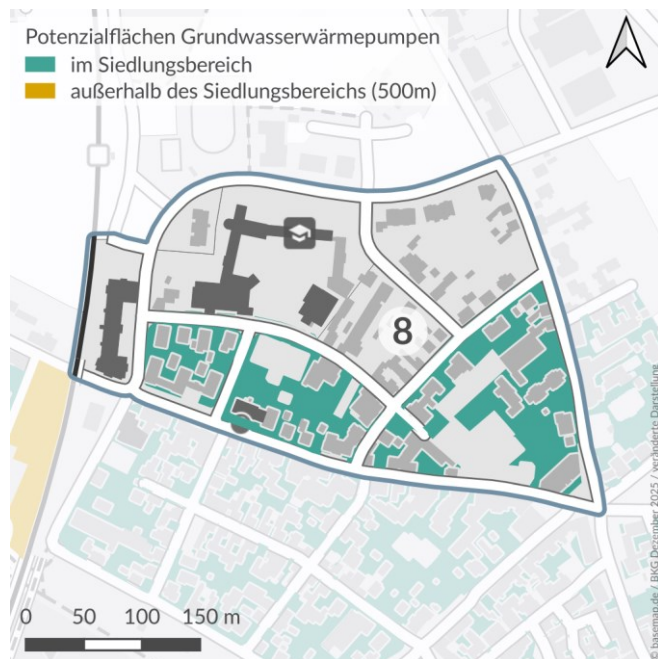 Potenzialflächen Grundwasserwärmepumpen
im Siedlungsbereich
außerhalb des Siedlungsbereichs (500m)
8
0 50 100 150 m
© basemap.de / BKG Dezember 2025 / veränderte Darstellung